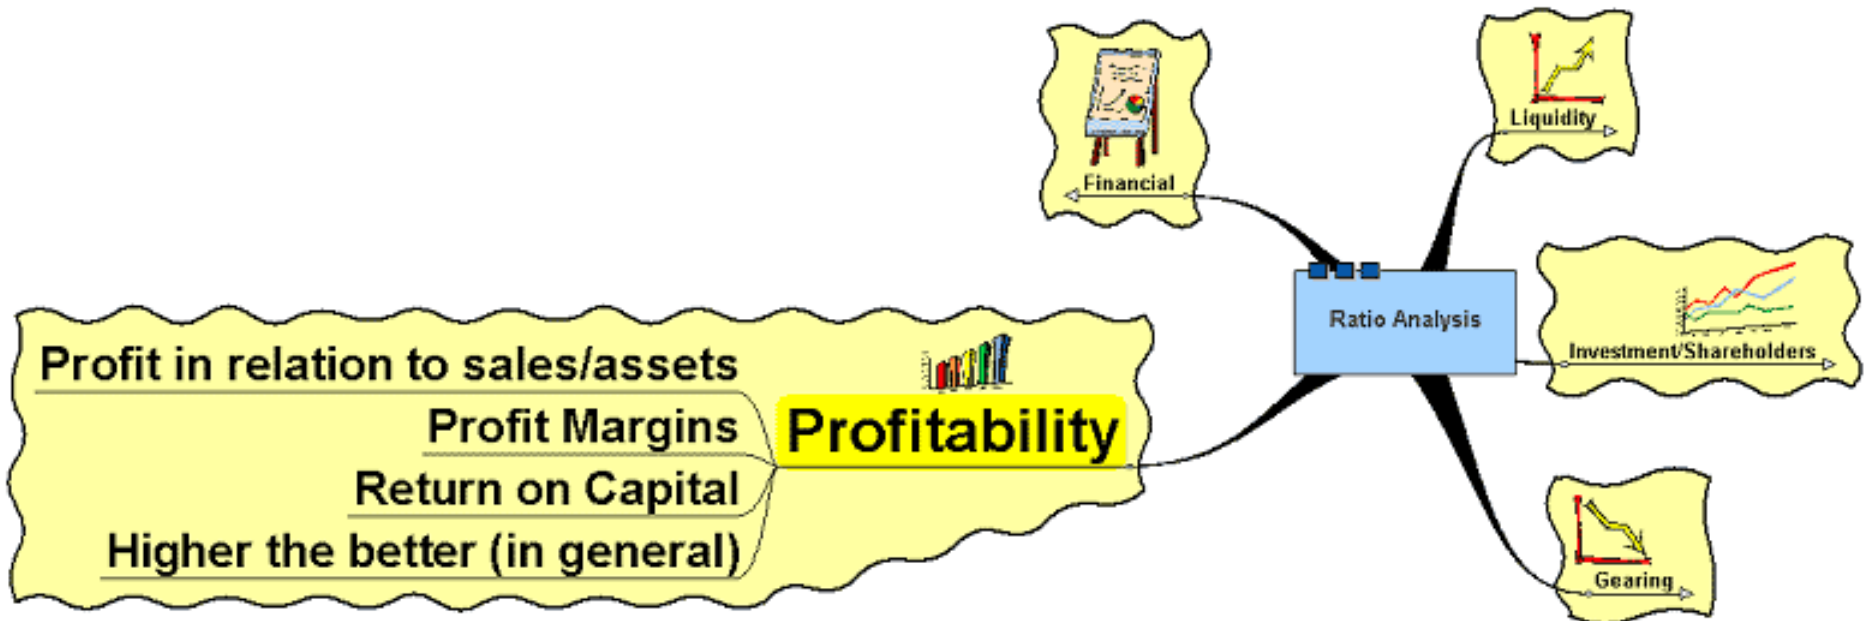 Financial
Liquidity
Ratio Analysis
Investment/Shareholders
Gearing
Profitability
Profit in relation to sales/assets
Profit Margins
Return on Capital
Higher the better (in general)